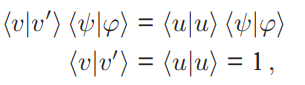 ⟨v|v′⟩ ⟨ψ|φ⟩ = ⟨u|u⟩ ⟨ψ|φ⟩
⟨v|v′⟩ = ⟨u|u⟩ = 1 ,